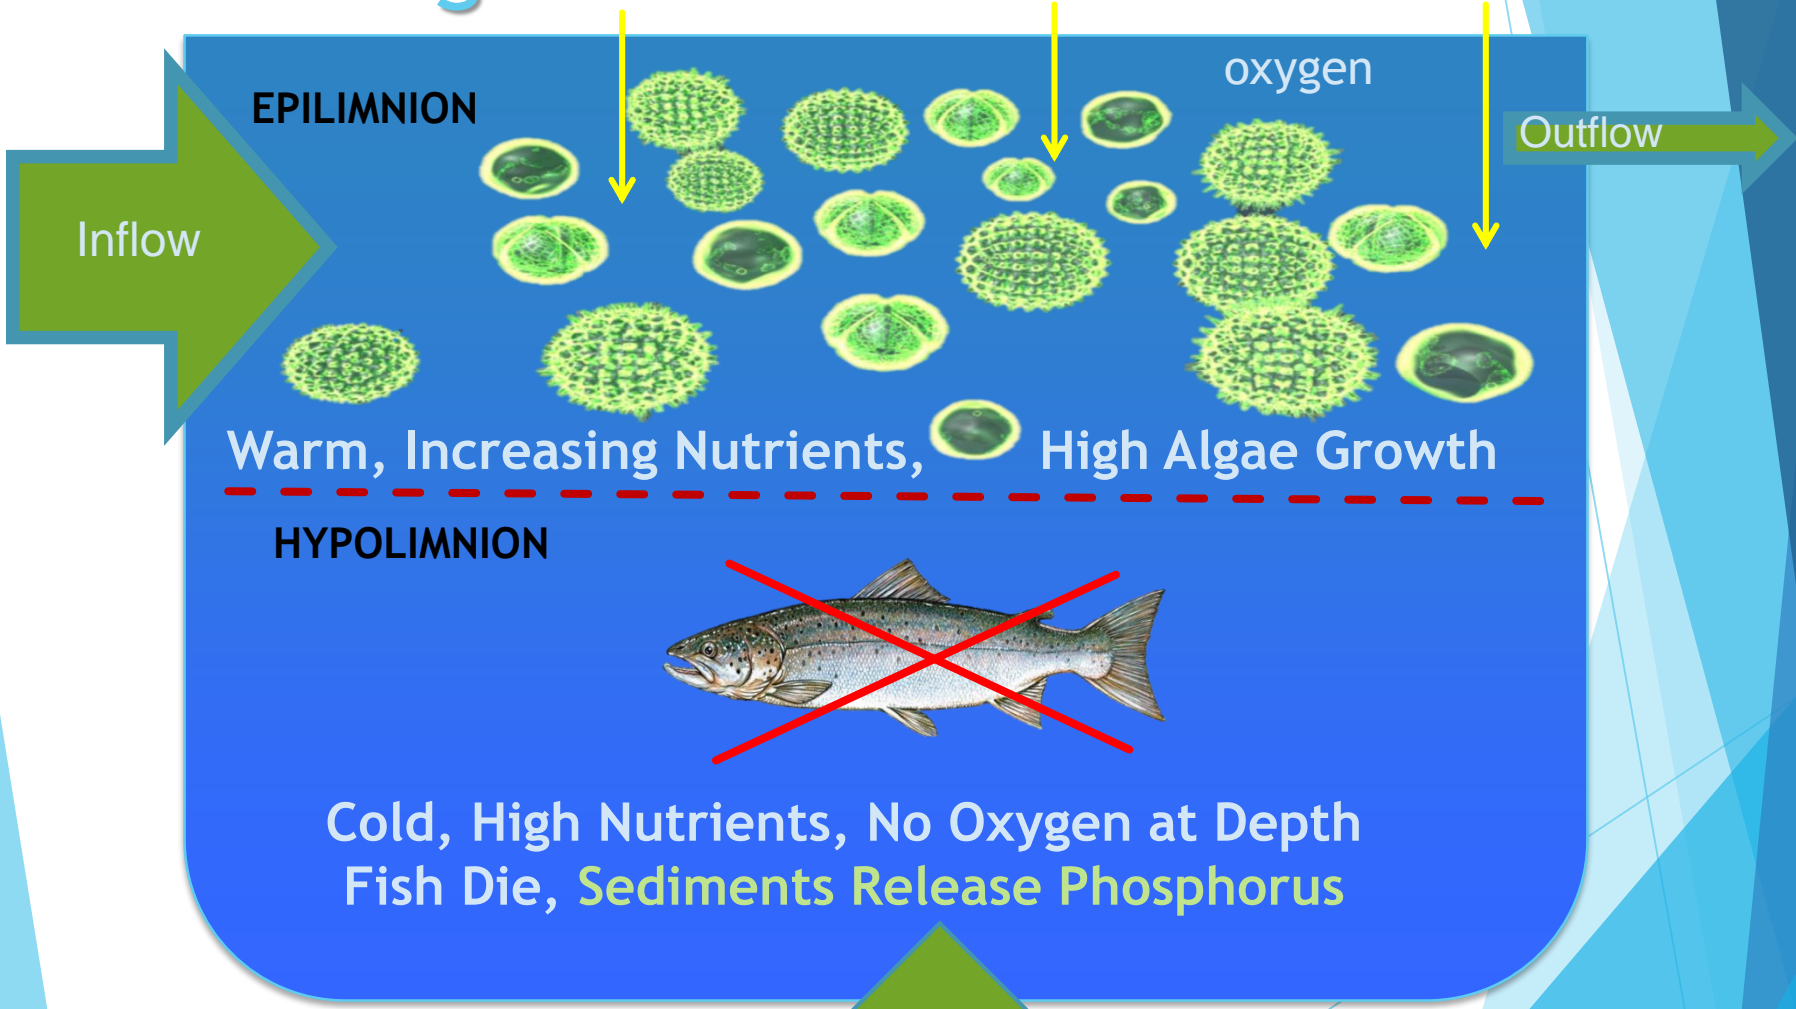 oxygen
EPILIMNION
Outflow
Inflow
Warm, Increasing Nutrients, High Algae Growth
HYPOLIMNION
Cold, High Nutrients, No Oxygen at Depth
Fish Die, Sediments Release Phosphorus